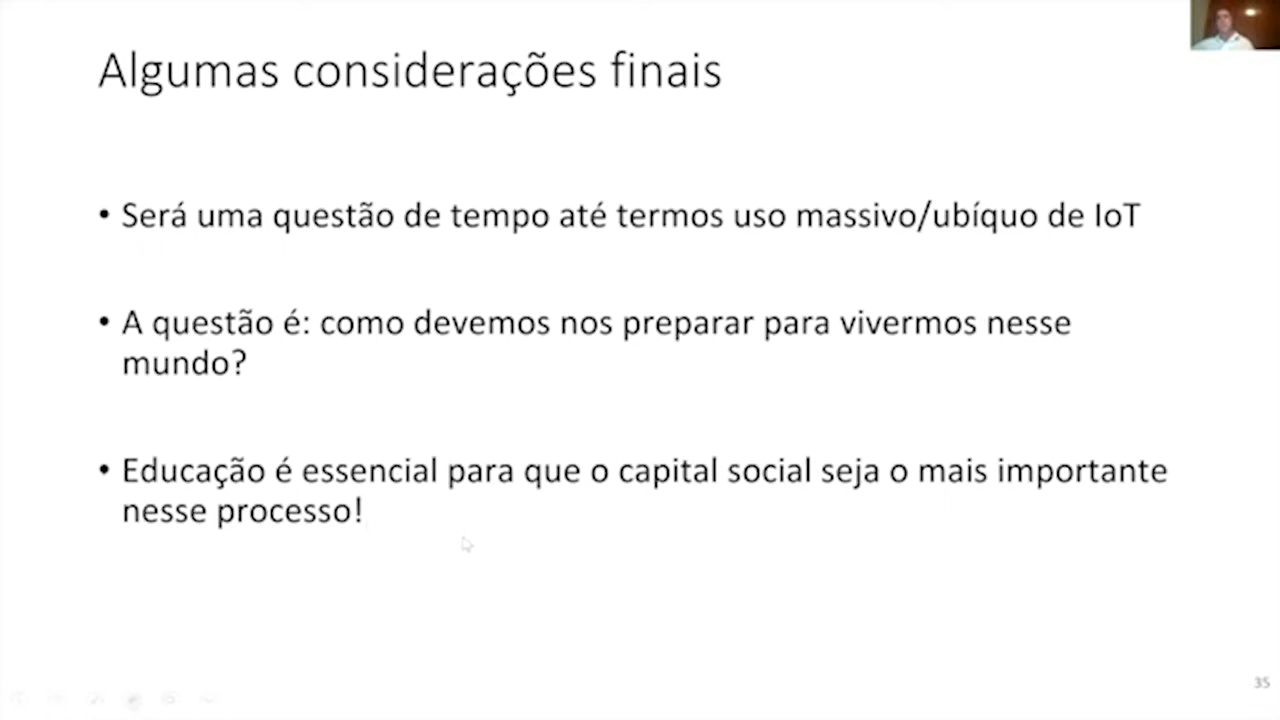 Algumas considerações finais
• Será uma questão de tempo até termos uso massivo/ubíquo de IoT
• A questão é: como devemos nos preparar para vivermos nesse
mundo?
• Educação é essencial para que o capital social seja o mais importante
nesse processo!
35